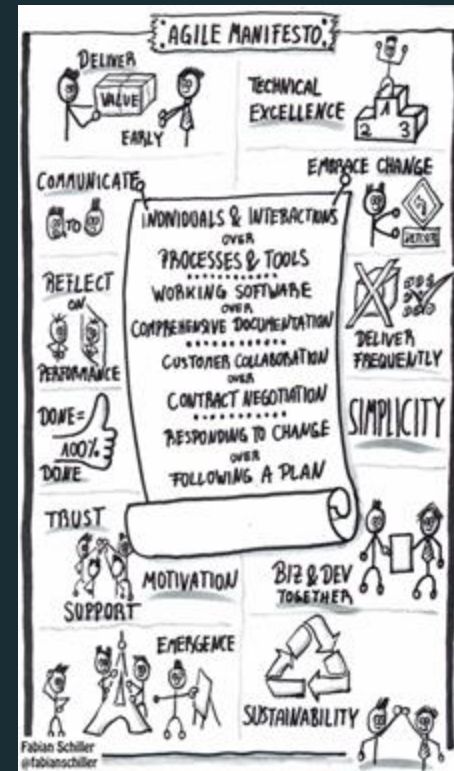 AGILE MANIFESTO
DELIVER
VALUE
EARLY
TECHNICAL
EXCELLENCE
1
2 3
COMMUNICATE
TO
EMBRACE CHANGE
INDIVIDUALS & INTERACTIONS
OVER
PROCESSES & TOOLS
WORKING SOFTWARE
OVER
COMPREHENSIVE DOCUMENTATION
CUSTOMER COLLABORATION
OVER
CONTRACT NEGOTIATION
RESPONDING TO CHANGE
OVER
FOLLOWING A PLAN
REFLECT
ON
PERFORMANCE
DELIVER
FREQUENTLY
DONE=
100%
DONE
SIMPLICITY
TRUST
SUPPORT
MOTIVATION
BIZ & DEV
TOGETHER
EMERGENCE
SUSTAINABILITY
Fabian Schiller
@fabianschiller